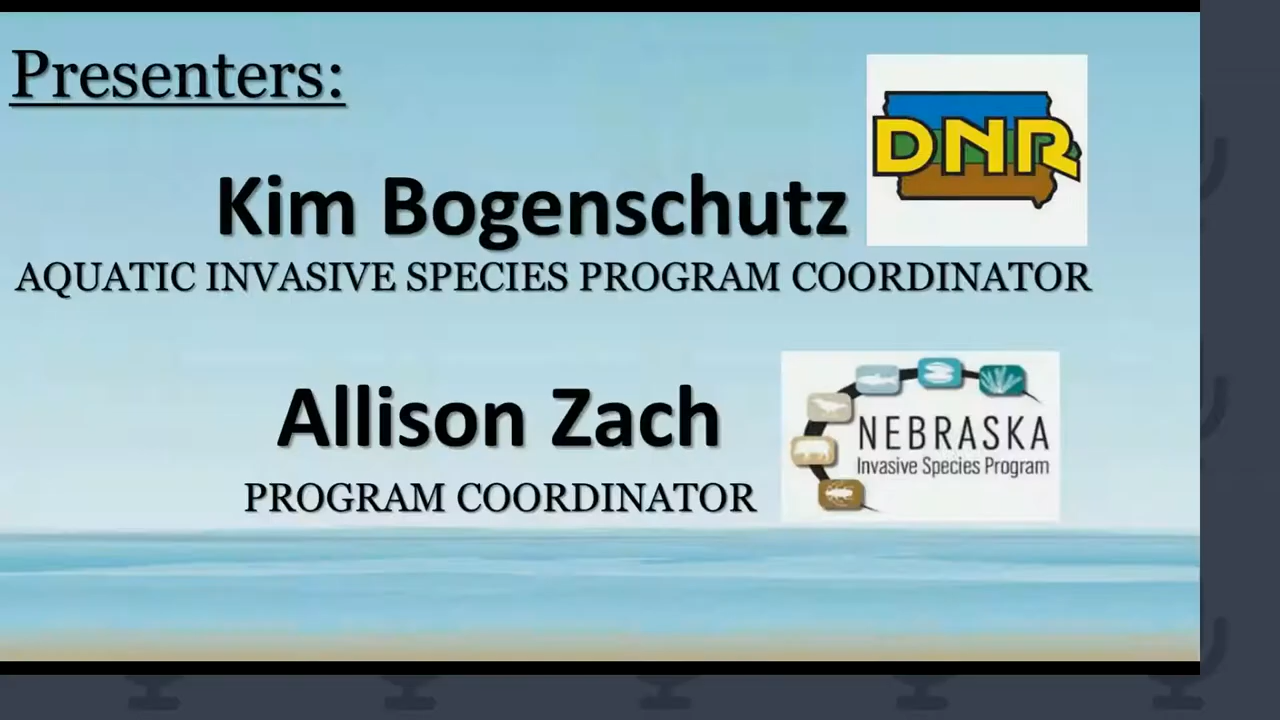 Presenters:
DNR
Kim Bogenschutz
AQUATIC INVASIVE SPECIES PROGRAM COORDINATOR
Allison Zach
NEBRASKA
Invasive Species Program
PROGRAM COORDINATOR